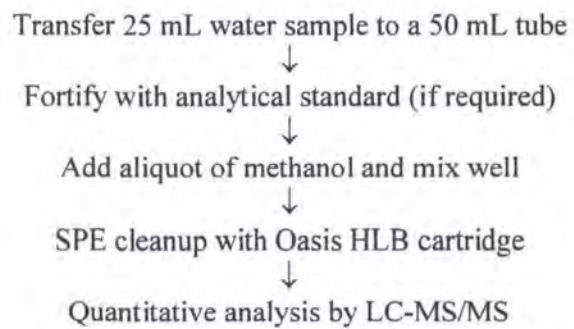 Transfer 25 mL water sample to a 50 mL tube
↓
Fortify with analytical standard (if required)
↓
Add aliquot of methanol and mix well
↓
SPE cleanup with Oasis HLB cartridge
↓
Quantitative analysis by LC-MS/MS